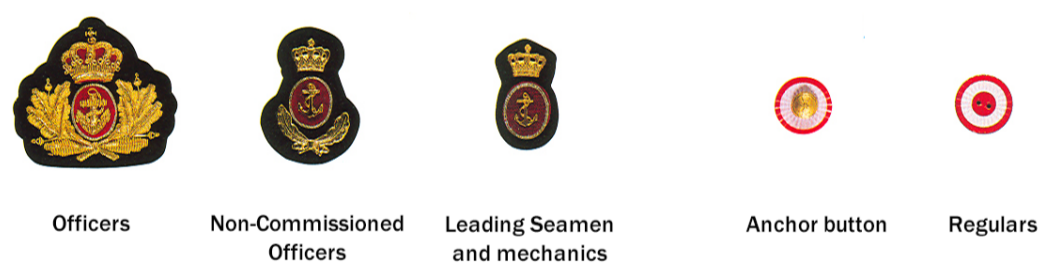 Officers
Non-Commissioned
Officers
Leading Seamen
and mechanics
Anchor button
Regulars